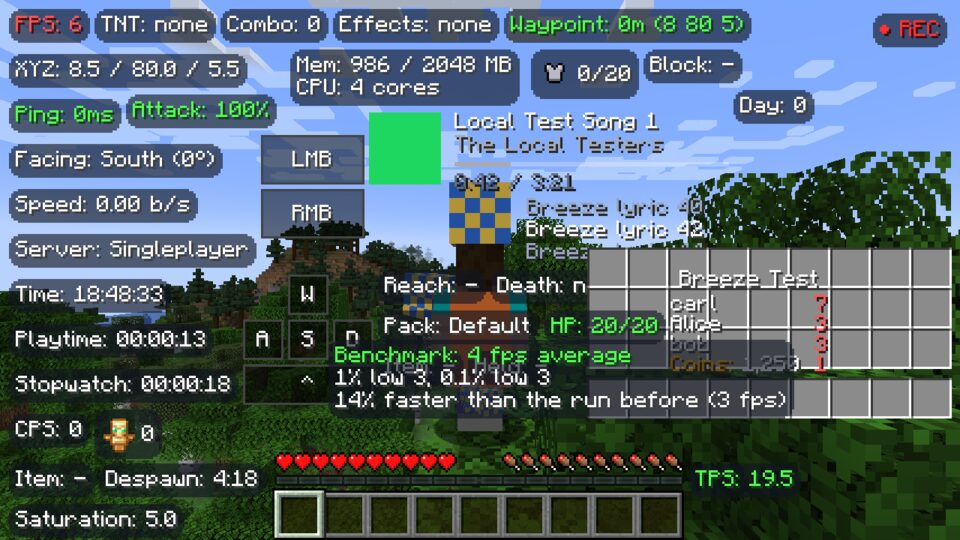 FPS: 6
TNT: none
Combo: 0
Effects: none
Waypoint: 0m (8 80 5)
REC
XYZ: 8.5 / 80.0 / 5.5
Mem: 986 / 2048 MB
CPU: 4 cores
0/20
Block: -
Day: 0
Ping: 0ms
Attack: 100%
Local Test Song 1
The Local Testers
0:42 / 3:21
Facing: South (0°)
LMB
RMB
Speed: 0.00 b/s
Breeze lyric 40
Breeze lyric 42
Breeze
Server: Singleplayer
Time: 18:48:33
W
A
S
D
^
Reach: -
Death: n
Breeze Test
carl 7
Alice 3
bob 3
Coins: 1,250 1
Playtime: 00:00:13
Pack: Default
HP: 20/20
Benchmark: 4 fps average
1% low 3, 0.1% low 3
14% faster than the run before (3 fps)
Stopwatch: 00:00:18
CPS: 0
0
Item: -
Despawn: 4:18
TPS: 19.5
Saturation: 5.0